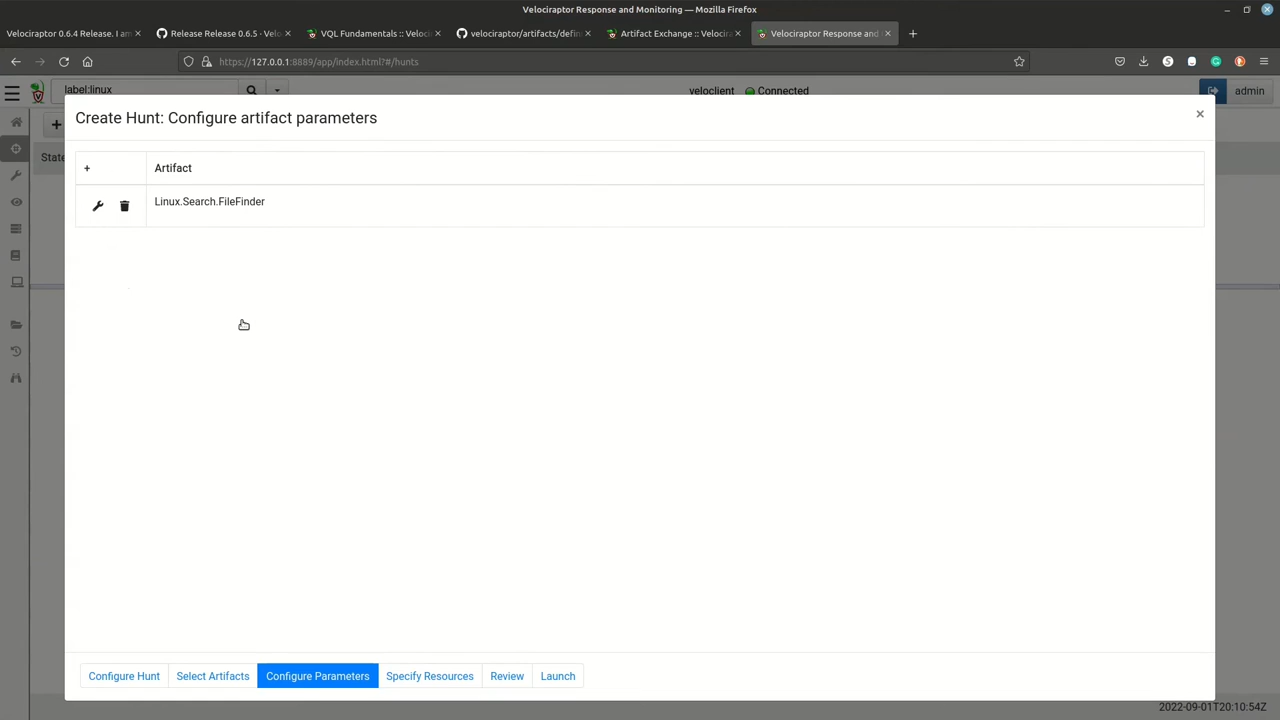 Velociraptor Response and Monitoring — Mozilla Firefox
Velociraptor 0.6.4 Release. I am
Release Release 0.6.5 · Velo
VQL Fundamentals :: Veloci
velociraptor/artifacts/defin
Artifact Exchange :: Velocira
Velociraptor Response and
https://127.0.0.1:8889/app/index.html?#/hunts
label:linux
veloclient
Connected
admin
Create Hunt: Configure artifact parameters
×
State
+
Artifact
Linux.Search.FileFinder
Configure Hunt
Select Artifacts
Configure Parameters
Specify Resources
Review
Launch
2022-09-01T20:10:54Z